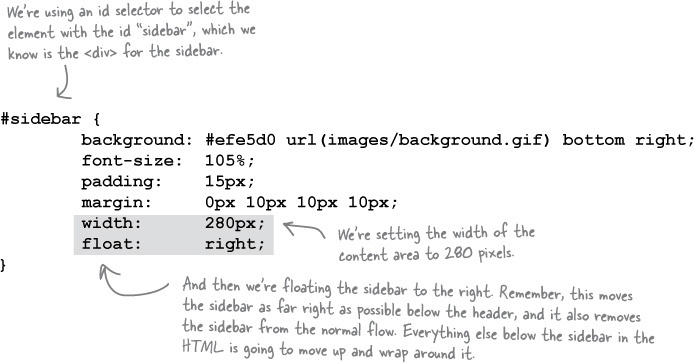 We're using an id selector to select the
element with the id "sidebar", which we
know is the <div> for the sidebar.
#sidebar {
background: #efe5d0 url(images/background.gif) bottom right;
font-size: 105%;
padding: 15px;
margin: 0px 10px 10px 10px;
width: 280px;
float: right;
}
We're setting the width of the
content area to 280 pixels.
And then we're floating the sidebar to the right. Remember, this moves
the sidebar as far right as possible below the header, and it also removes
the sidebar from the normal flow. Everything else below the sidebar in the
HTML is going to move up and wrap around it.